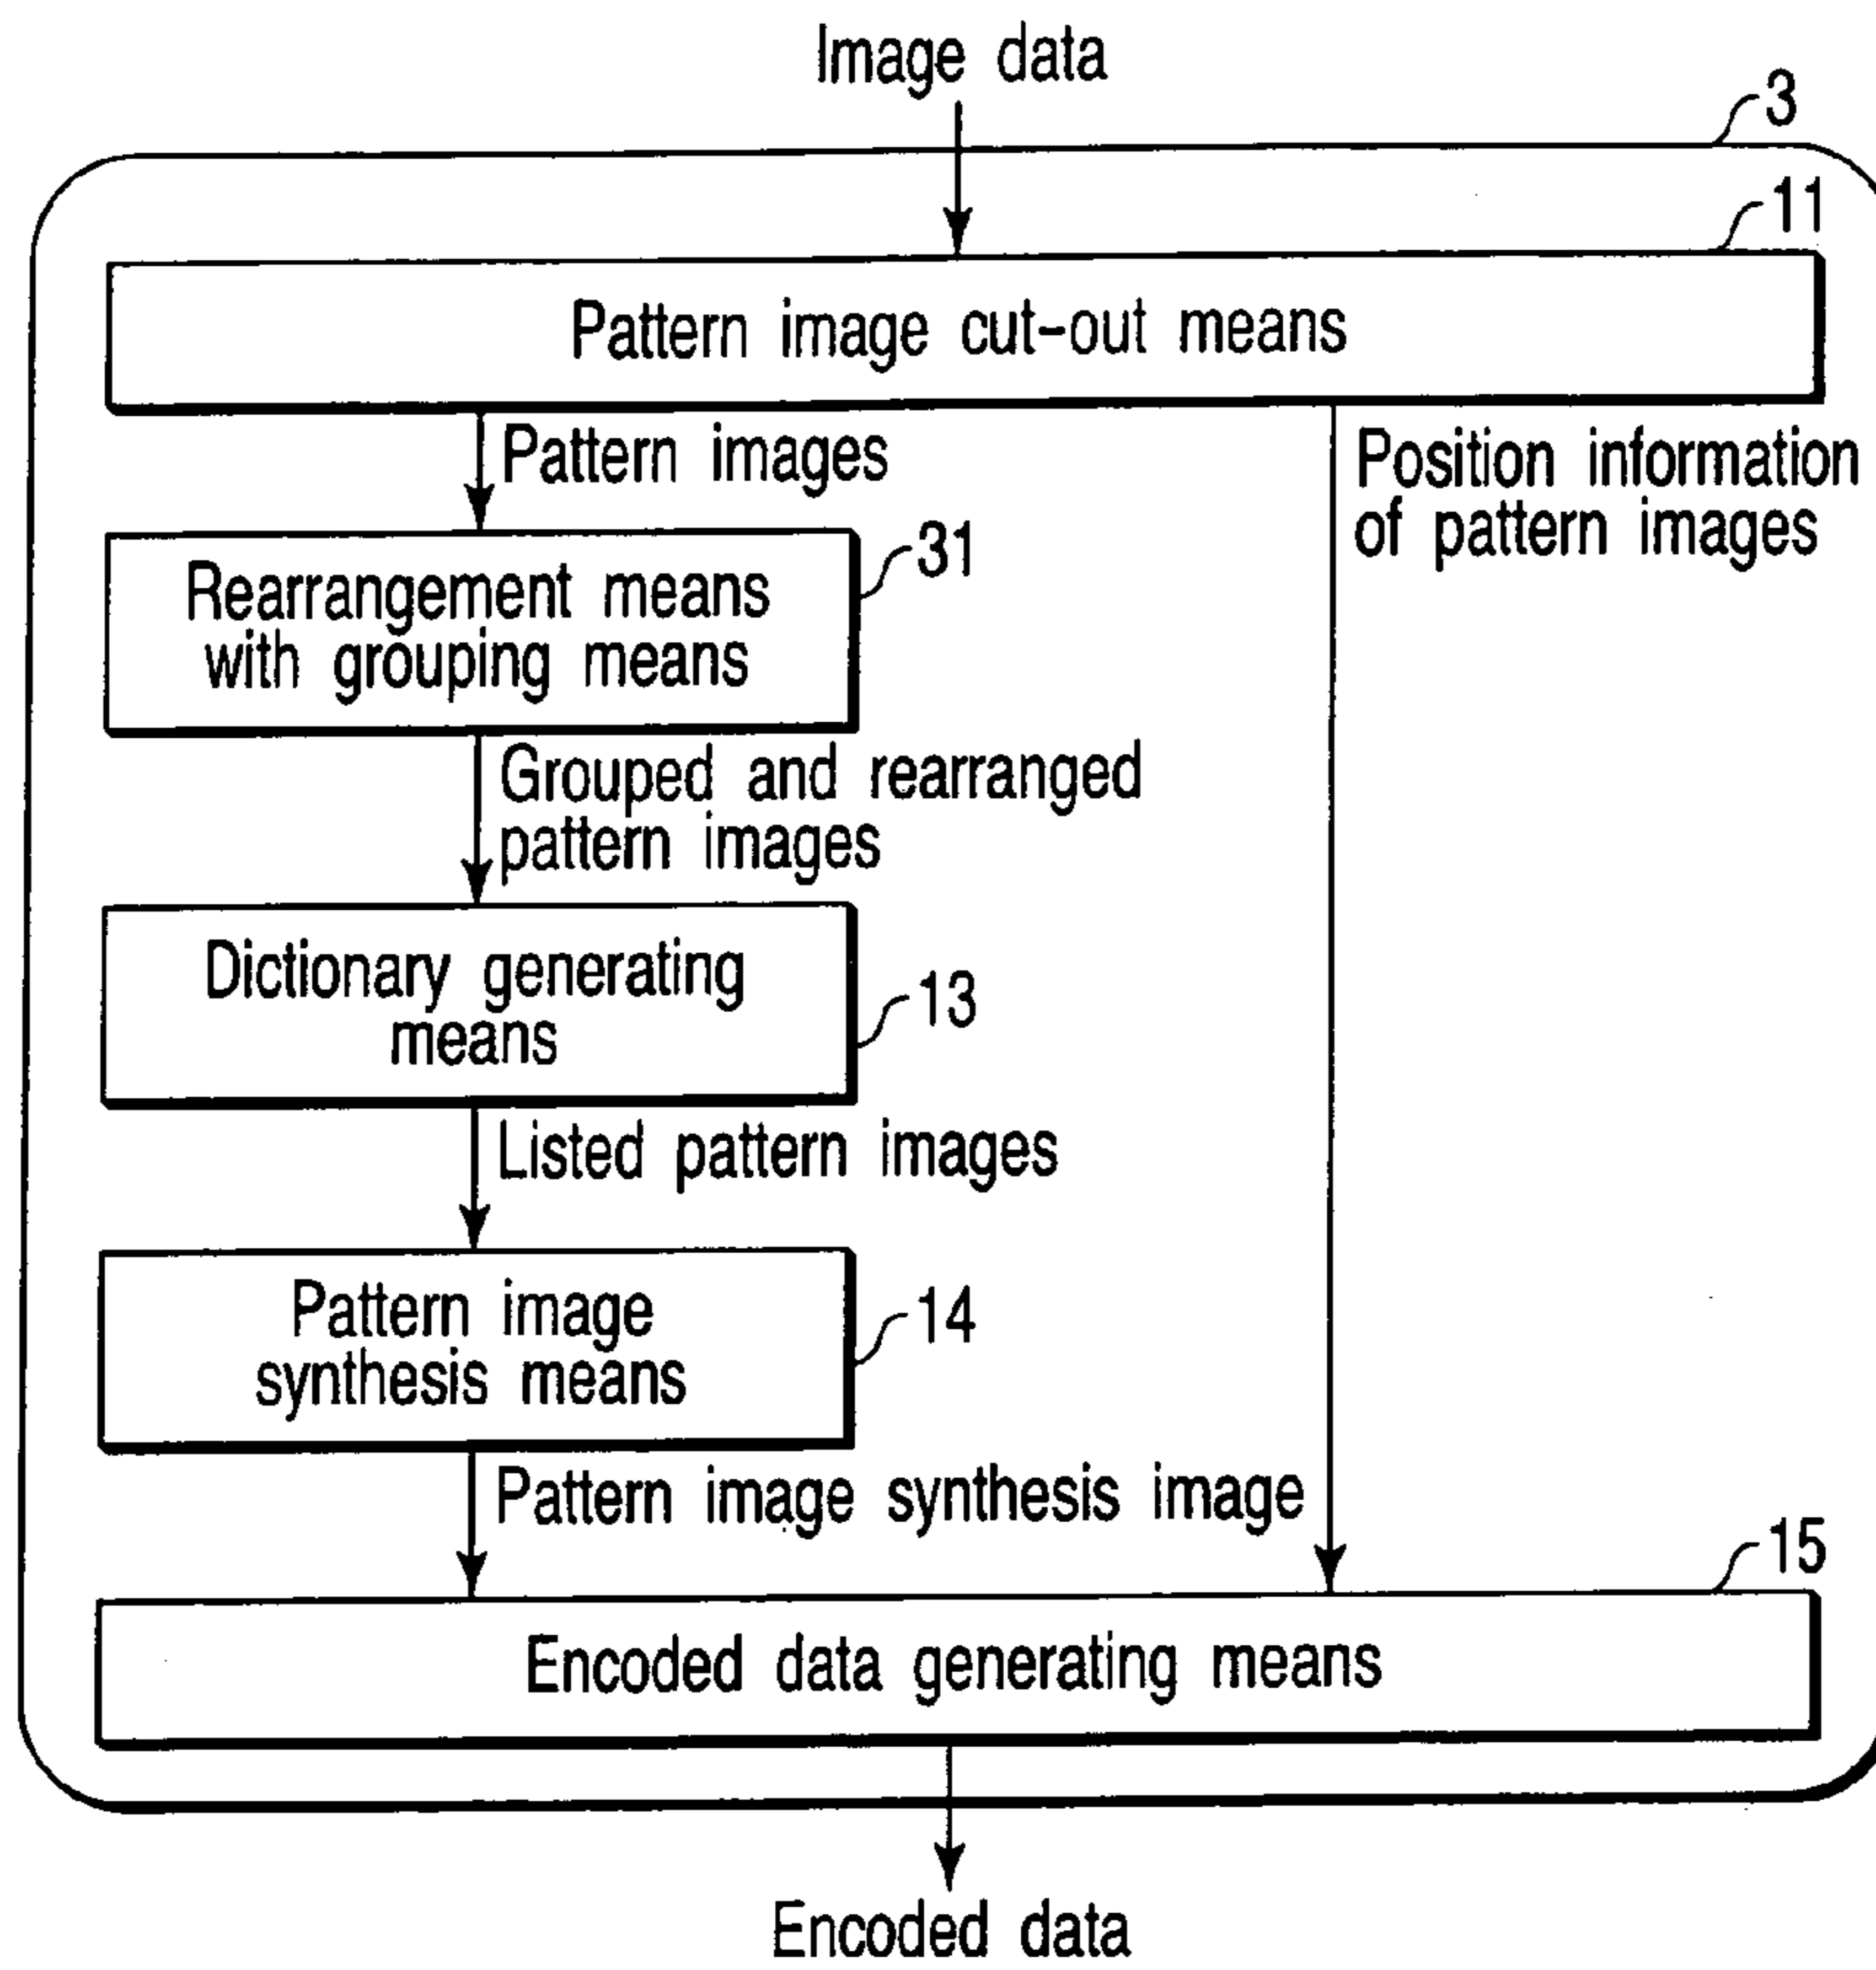 Image data
3
11
Pattern image cut-out means
Pattern images
Position information
of pattern images
31
Rearrangement means
with grouping means
Grouped and rearranged
pattern images
Dictionary generating
means
13
Listed pattern images
Pattern image
synthesis means
14
Pattern image synthesis image
15
Encoded data generating means
Encoded data